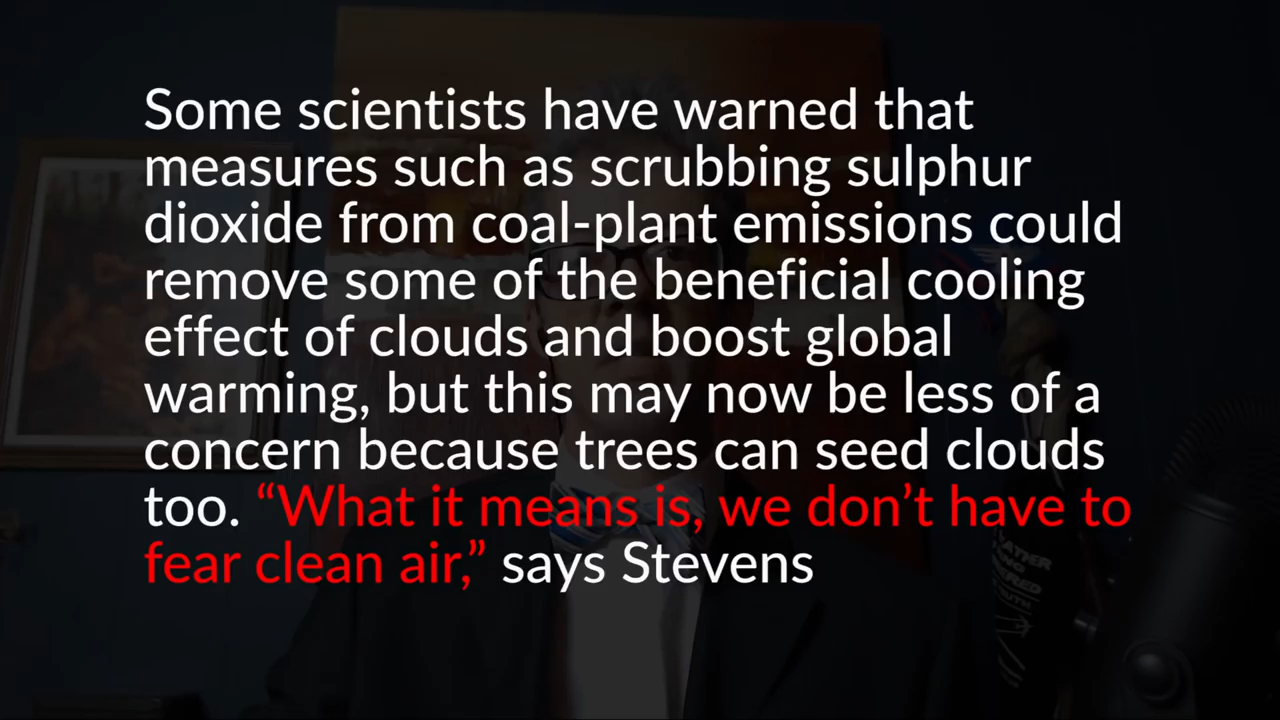 Some scientists have warned that
measures such as scrubbing sulphur
dioxide from coal-plant emissions could
remove some of the beneficial cooling
effect of clouds and boost global
warming, but this may now be less of a
concern because trees can seed clouds
too. “What it means is, we don’t have to
fear clean air,” says Stevens